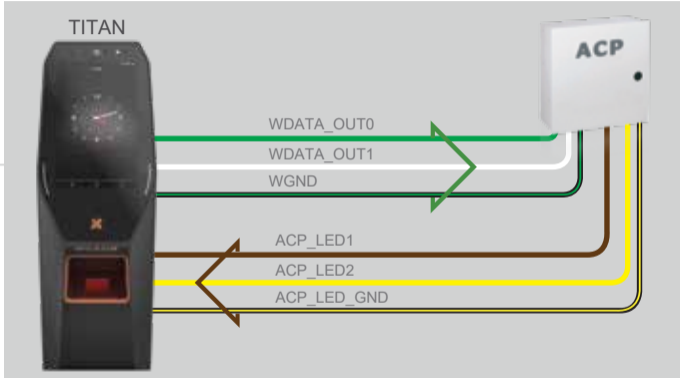 TITAN
ACP
WDATA_OUT0
WDATA_OUT1
WGND
ACP_LED1
ACP_LED2
ACP_LED_GND